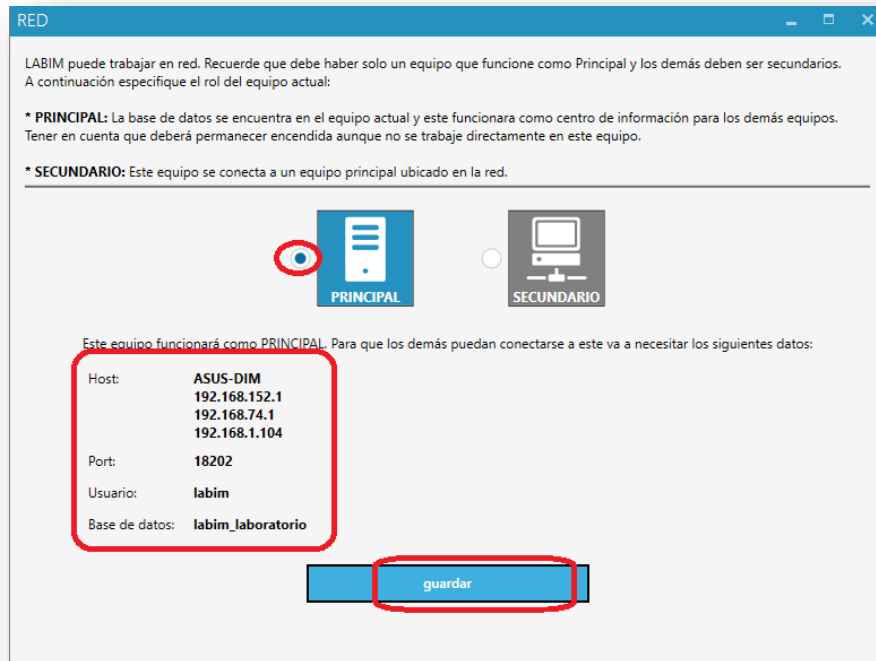 RED
LABIM puede trabajar en red. Recuerde que debe haber solo un equipo que funcione como Principal y los demás deben ser secundarios.
A continuación especifique el rol del equipo actual:
* PRINCIPAL: La base de datos se encuentra en el equipo actual y este funcionara como centro de información para los demás equipos.
Tener en cuenta que deberá permanecer encendida aunque no se trabaje directamente en este equipo.
* SECUNDARIO: Este equipo se conecta a un equipo principal ubicado en la red.
PRINCIPAL SECUNDARIO
Este equipo funcionará como PRINCIPAL. Para que los demás puedan conectarse a este va a necesitar los siguientes datos:
Host: ASUS-DIM
192.168.152.1
192.168.74.1
192.168.1.104
Port: 18202
Usuario: labim
Base de datos: labim_laboratorio
guardar